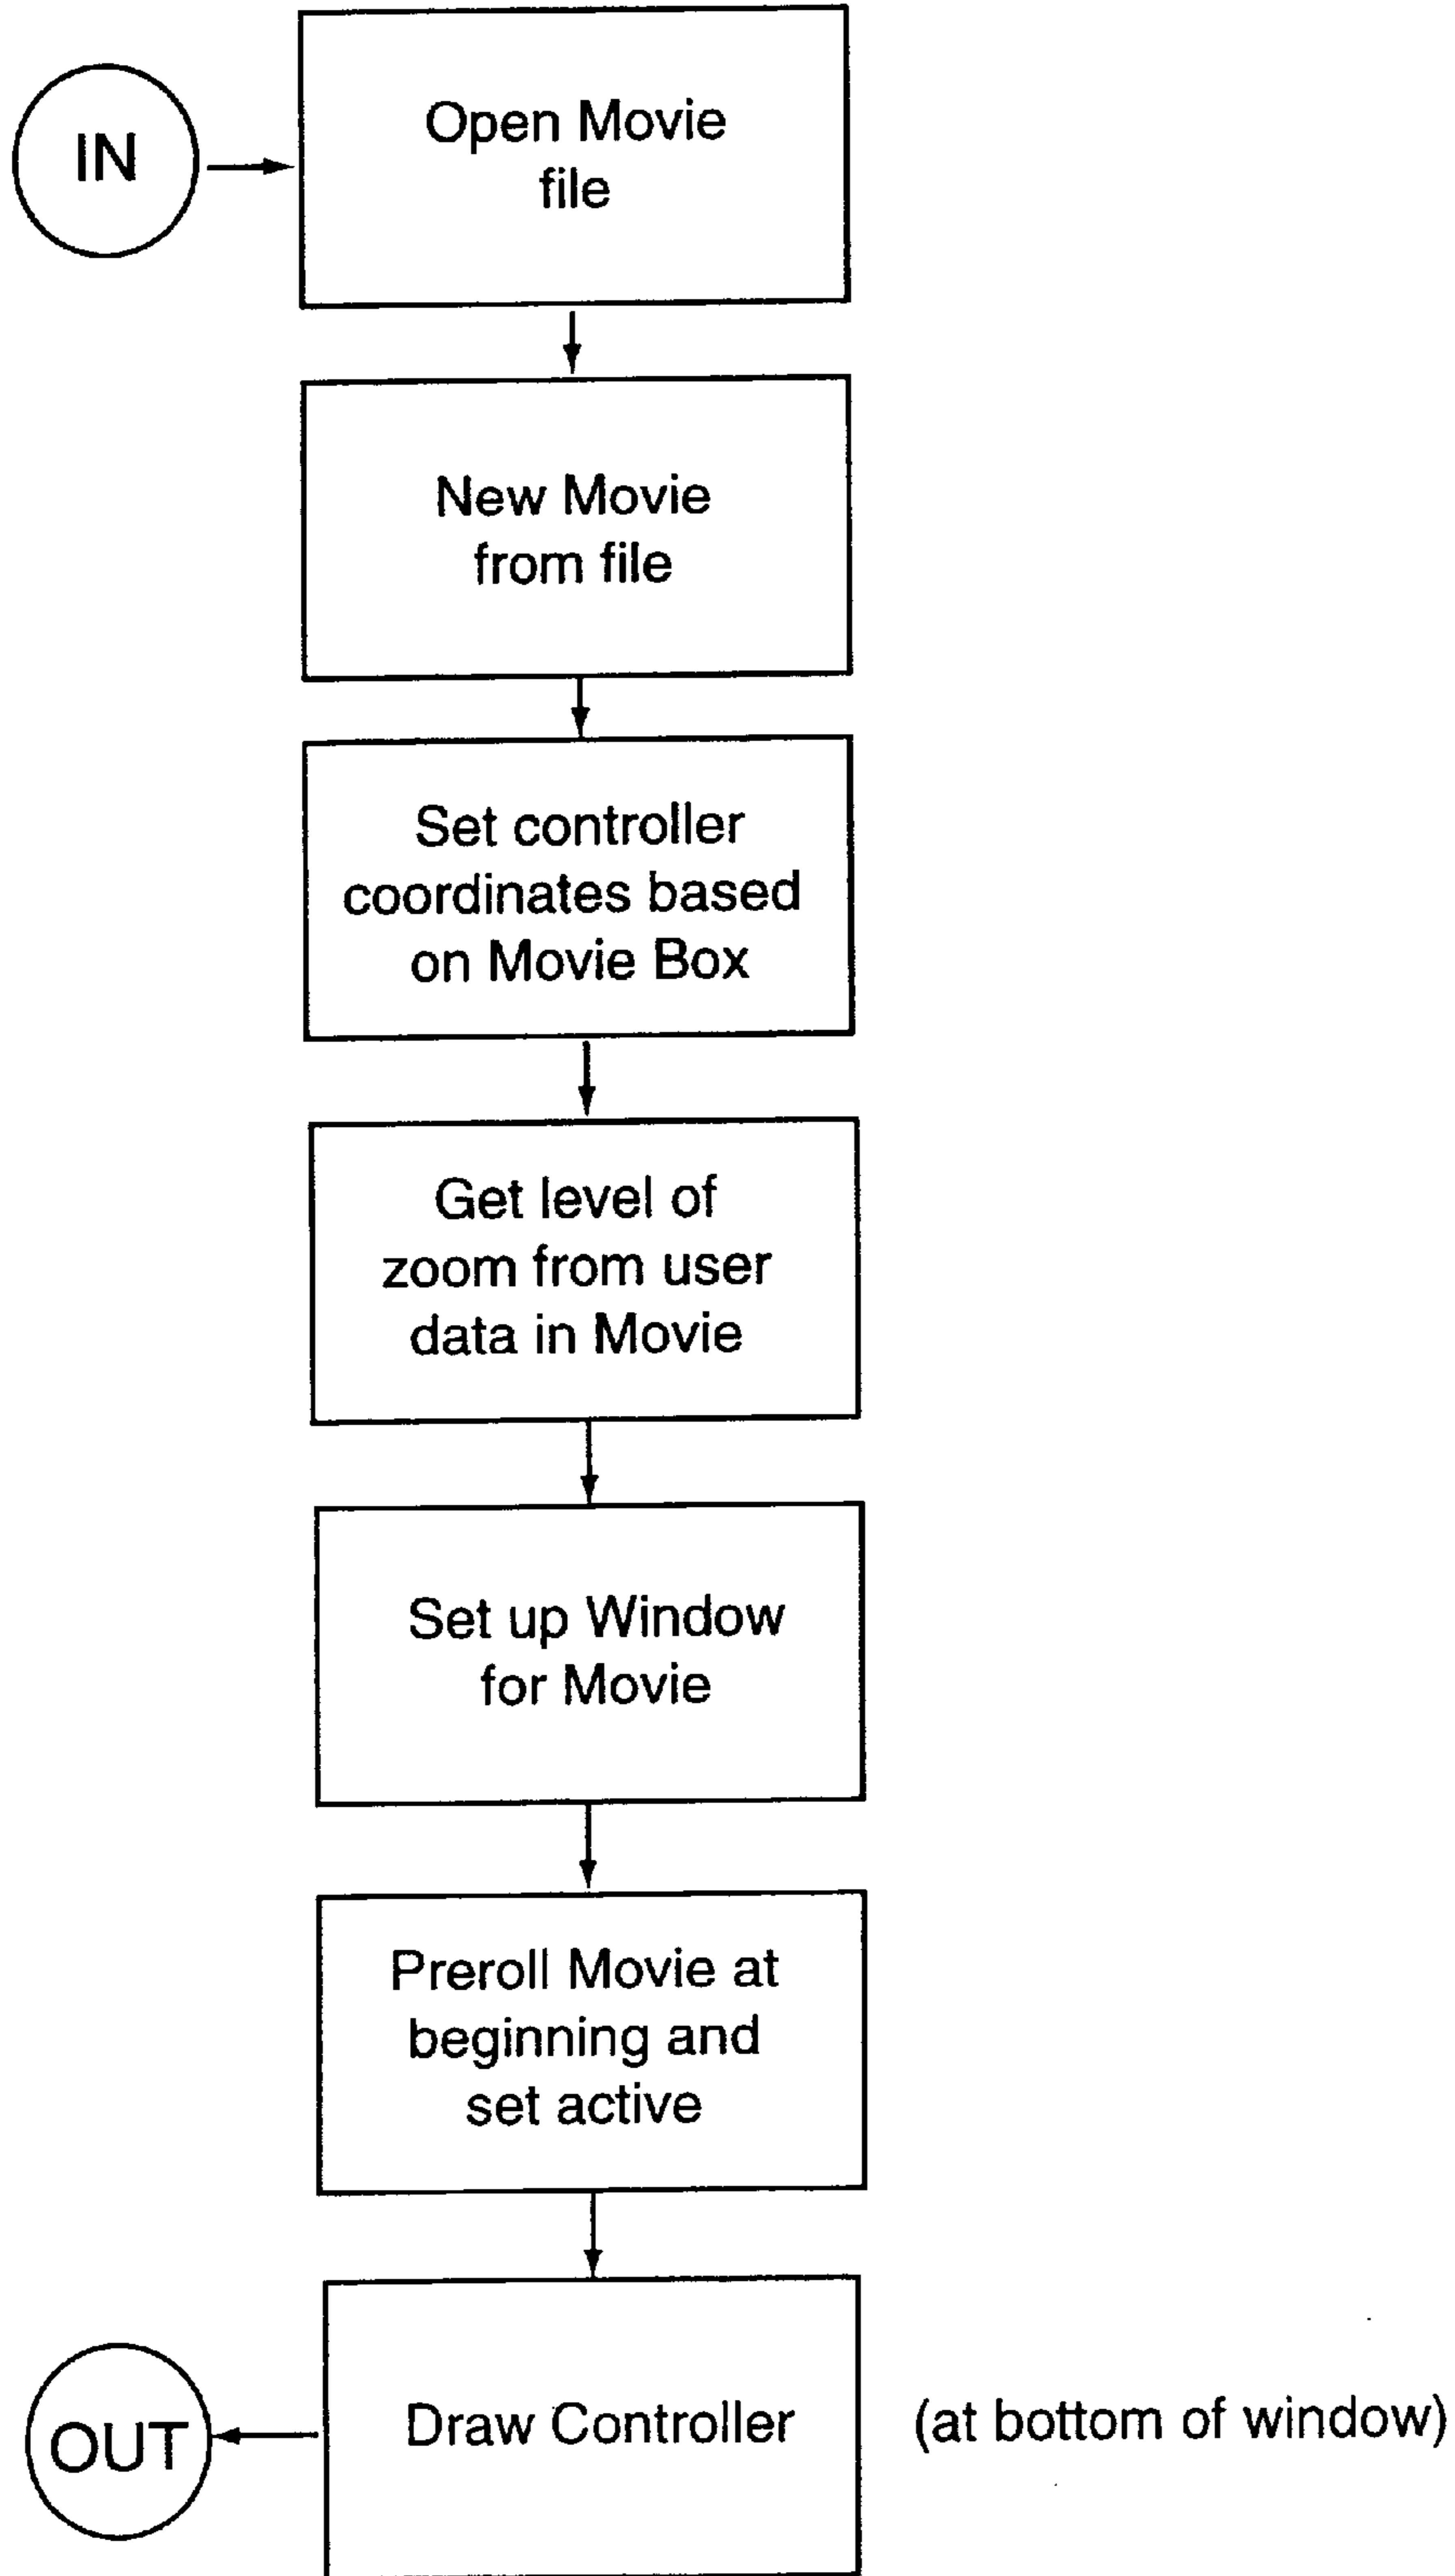 IN
Open Movie
file
New Movie
from file
Set controller
coordinates based
on Movie Box
Get level of
zoom from user
data in Movie
Set up Window
for Movie
Preroll Movie at
beginning and
set active
OUT
Draw Controller
(at bottom of window)